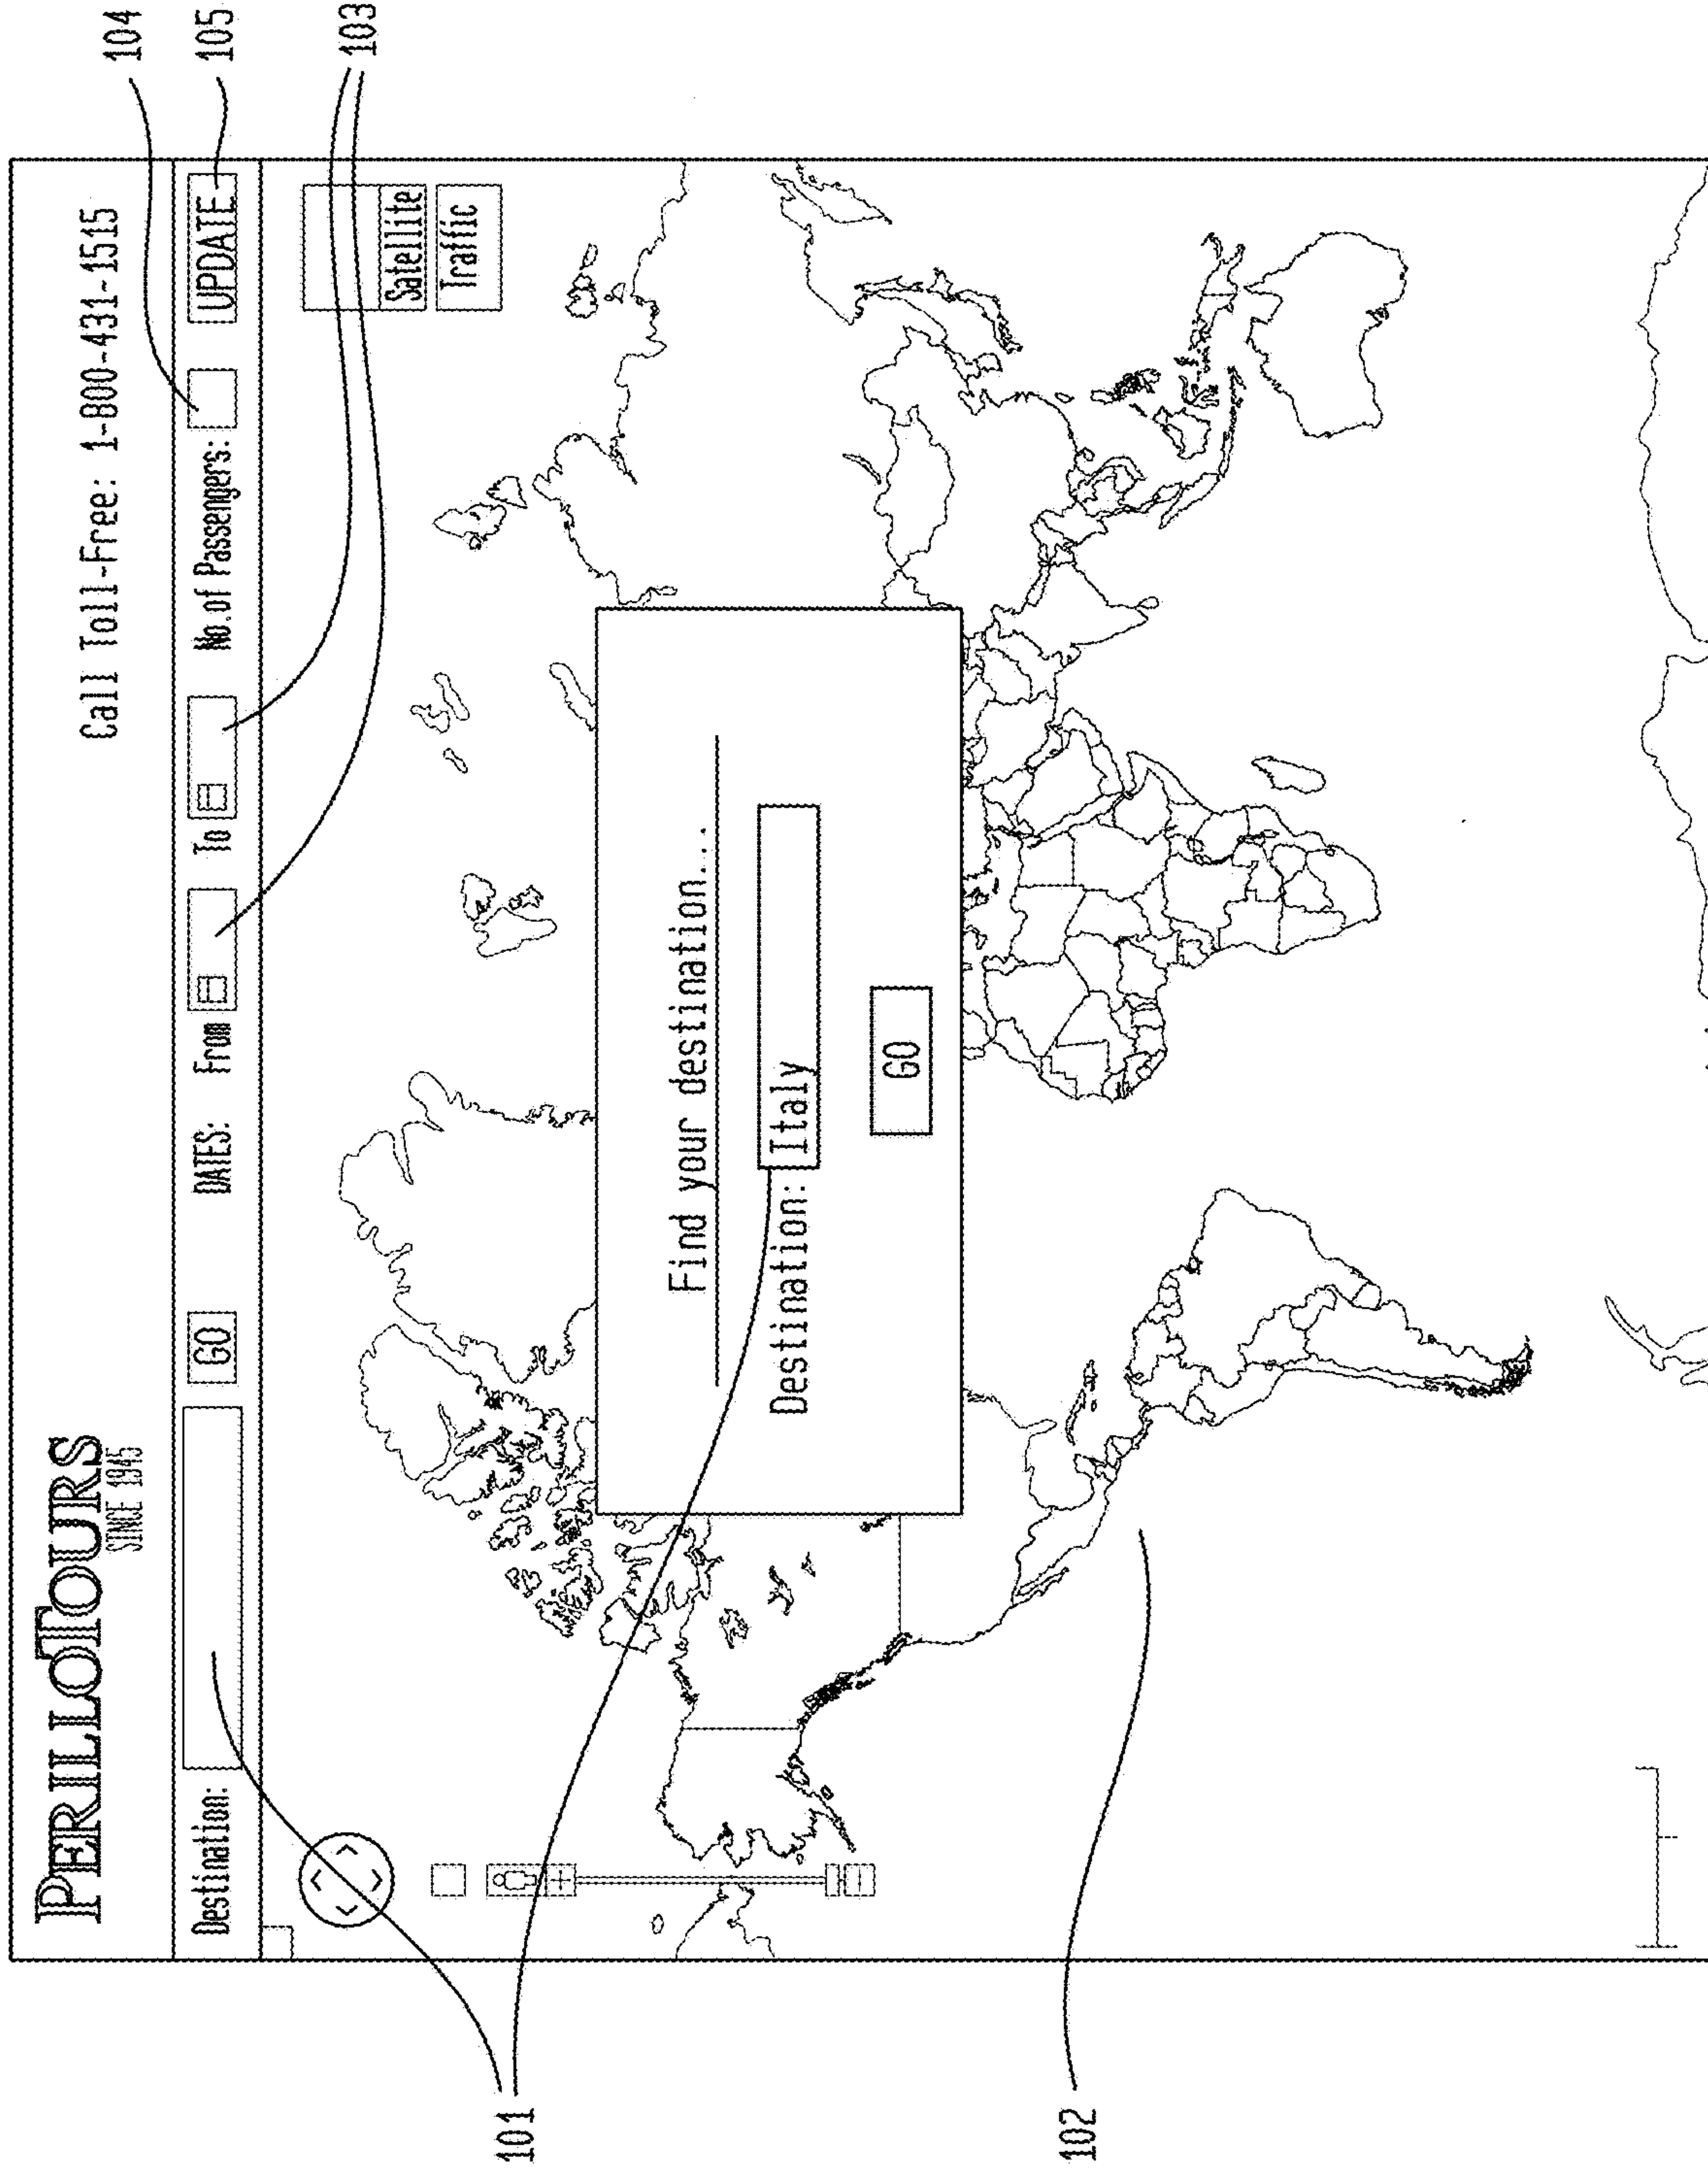 PERILLOTOURS
SINCE 1945
Call Toll-Free: 1-800-431-1515
104
Destination: GO DATES: From To No.of Passengers: UPDATE
105
103
Satellite
Traffic
Find your destination...
Destination: Italy
GO
101
102